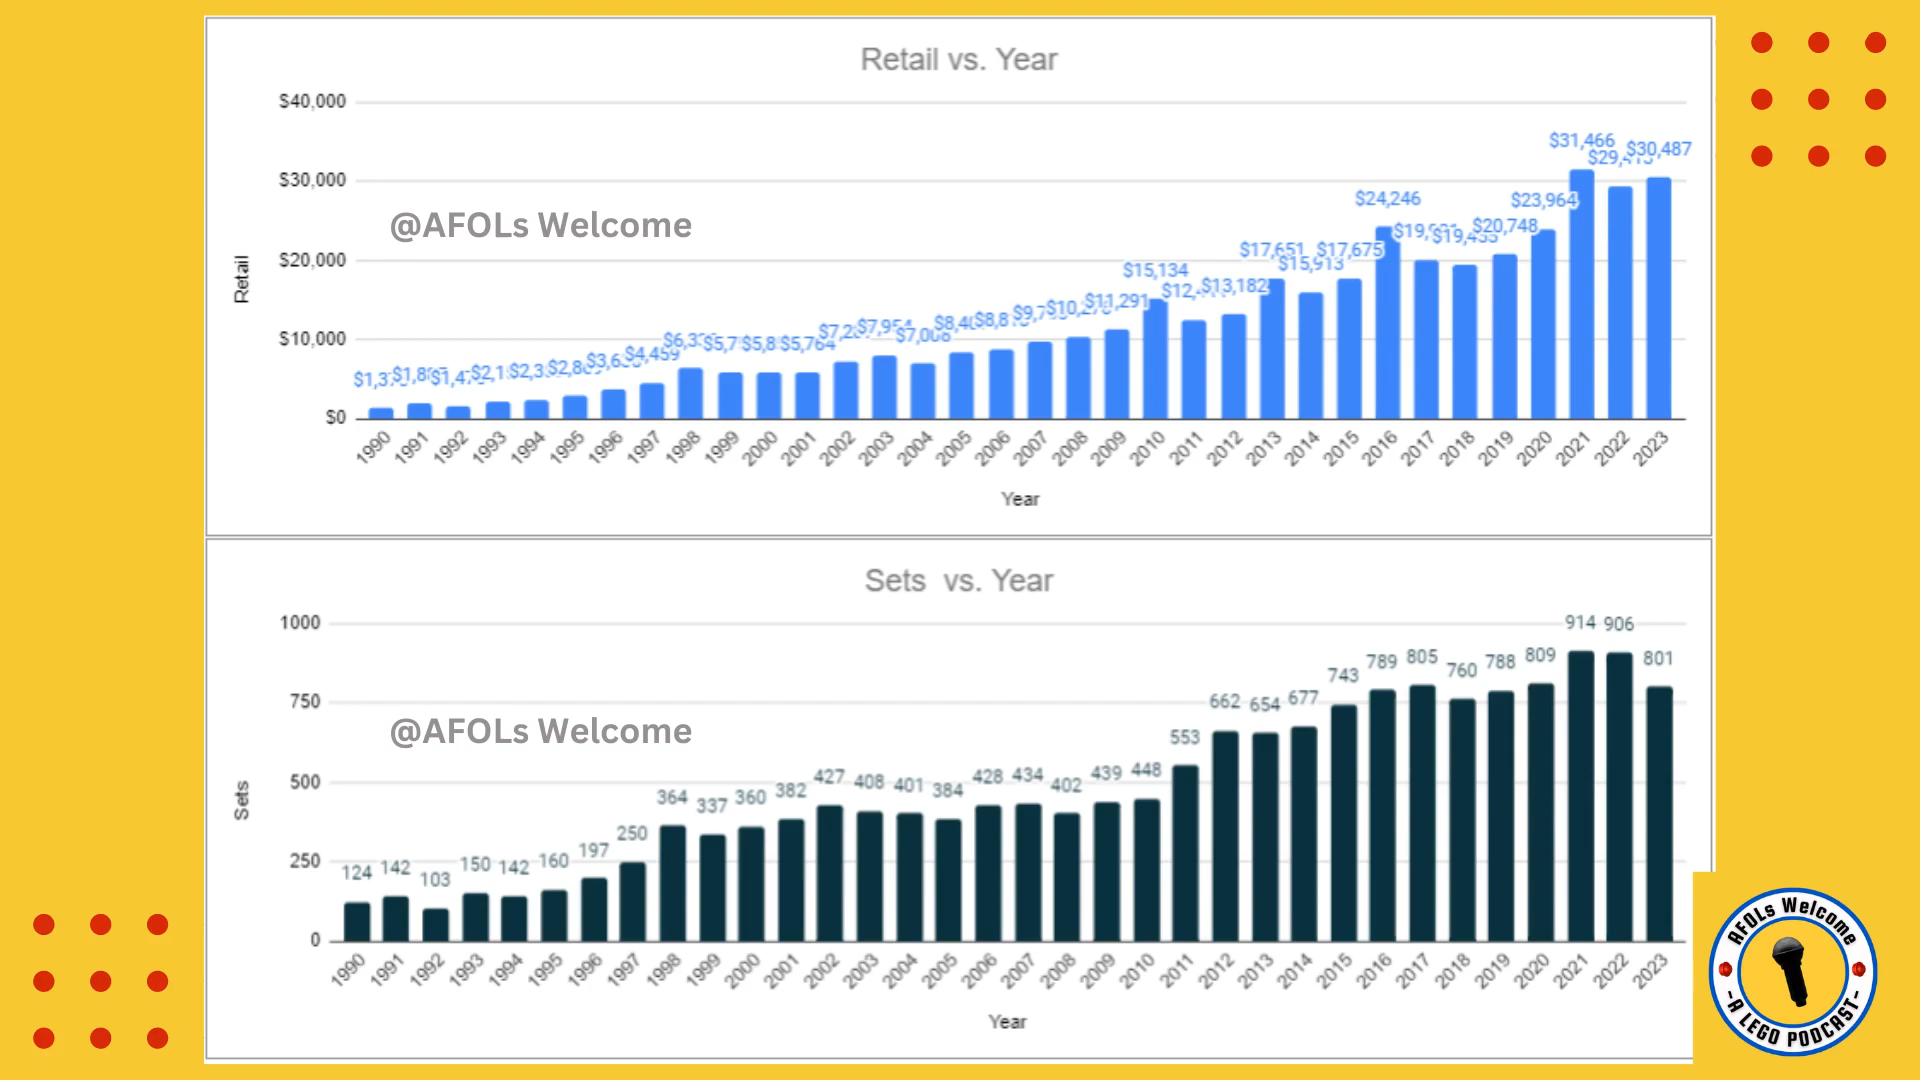 Retail vs. Year
$40,000
$30,000
$20,000
$10,000
$0
Retail
@AFOLs Welcome
$4,459
$5,764
$7,954
$7,008
$11,291
$15,134
$13,182
$17,651
$15,913
$17,675
$24,246
$19,455
$20,748
$23,964
$31,466
$30,487
1990 1991 1992 1993 1994 1995 1996 1997 1998 1999 2000 2001 2002 2003 2004 2005 2006 2007 2008 2009 2010 2011 2012 2013 2014 2015 2016 2017 2018 2019 2020 2021 2022 2023
Year
Sets vs. Year
1000
750
500
250
0
Sets
@AFOLs Welcome
124 142 103 150 142 160 197 250 364 337 360 382 427 408 401 384 428 434 402 439 448 553 662 654 677 743 789 805 760 788 809 914 906 801
1990 1991 1992 1993 1994 1995 1996 1997 1998 1999 2000 2001 2002 2003 2004 2005 2006 2007 2008 2009 2010 2011 2012 2013 2014 2015 2016 2017 2018 2019 2020 2021 2022 2023
Year
AFOLs Welcome
-A LEGO PODCAST-